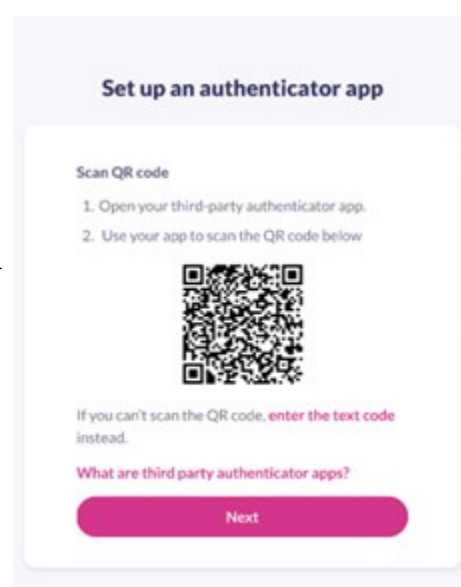 Set up an authenticator app
Scan QR code
1. Open your third-party authenticator app.
2. Use your app to scan the QR code below
If you can't scan the QR code, enter the text code
instead.
What are third party authenticator apps?
Next